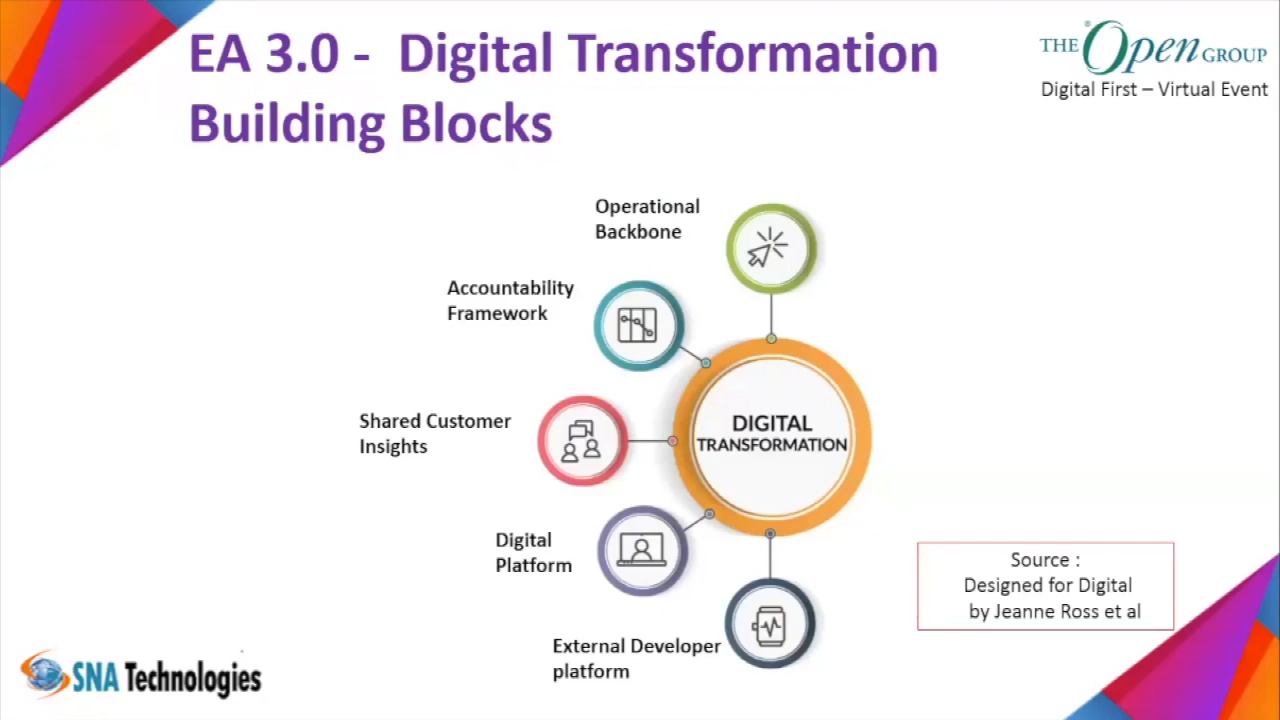 EA 3.0 -  Digital Transformation
Building Blocks
THE Open GROUP
Digital First – Virtual Event
Operational
Backbone
Accountability
Framework
Shared Customer
Insights
Digital
Platform
External Developer
platform
DIGITAL
TRANSFORMATION
Source :
Designed for Digital
by Jeanne Ross et al
SNA Technologies